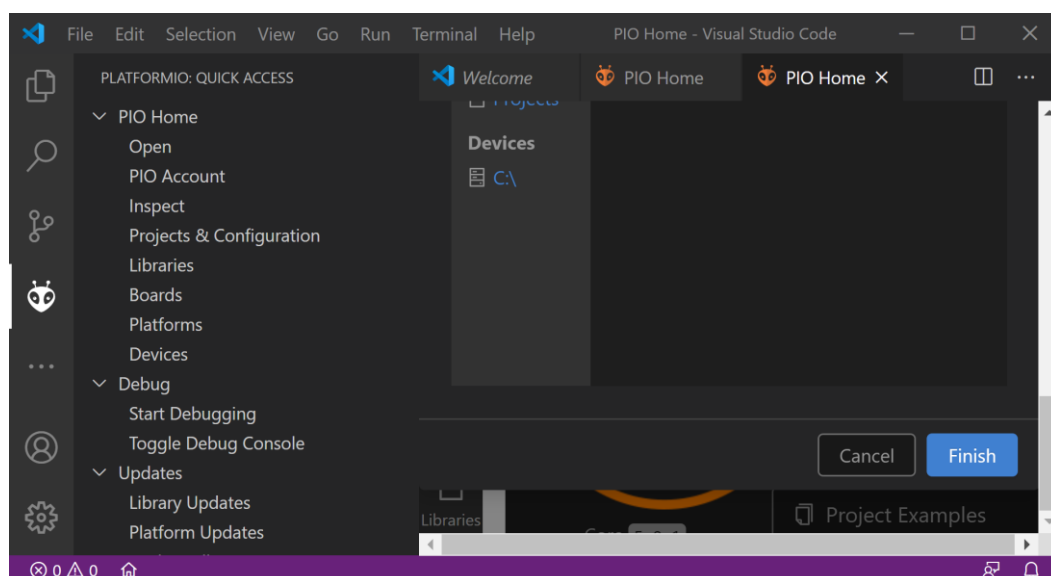 File Edit Selection View Go Run Terminal Help PIO Home - Visual Studio Code
PLATFORMIO: QUICK ACCESS
PIO Home
Open
PIO Account
Inspect
Projects & Configuration
Libraries
Boards
Platforms
Devices
Debug
Start Debugging
Toggle Debug Console
Updates
Library Updates
Platform Updates
Welcome PIO Home PIO Home
Projects
Devices
C:\
Cancel Finish
Libraries
Project Examples
0 0